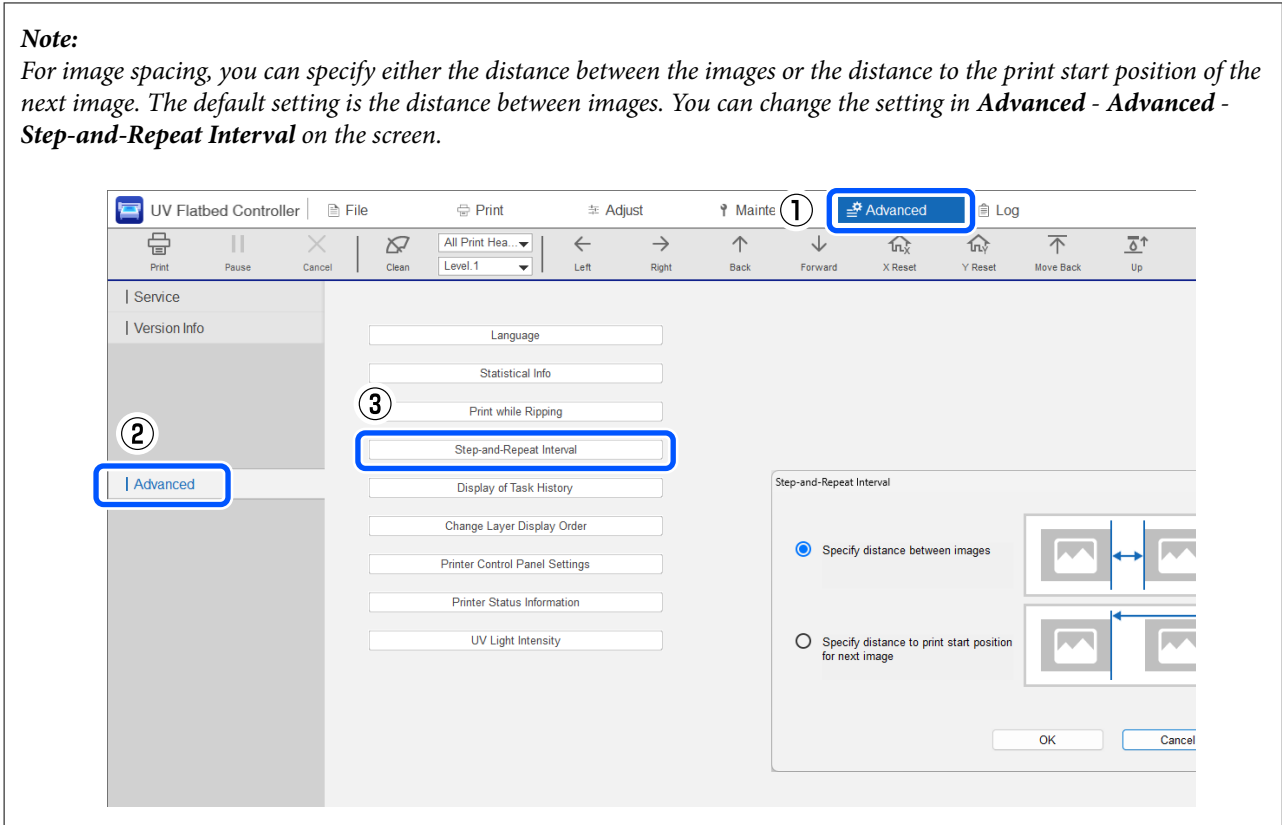 Note:
For image spacing, you can specify either the distance between the images or the distance to the print start position of the
next image. The default setting is the distance between images. You can change the setting in Advanced - Advanced -
Step-and-Repeat Interval on the screen.
UV Flatbed Controller File Print Adjust Mainte ① Advanced Log
All Print Hea...
Level.1
Print Pause Cancel Clean Left Right Back Forward X Reset Y Reset Move Back Up
Service
Version Info
②
Advanced
Language
Statistical Info
③
Print while Ripping
Step-and-Repeat Interval
Display of Task History
Change Layer Display Order
Printer Control Panel Settings
Printer Status Information
UV Light Intensity
Step-and-Repeat Interval
Specify distance between images
Specify distance to print start position
for next image
OK Cancel